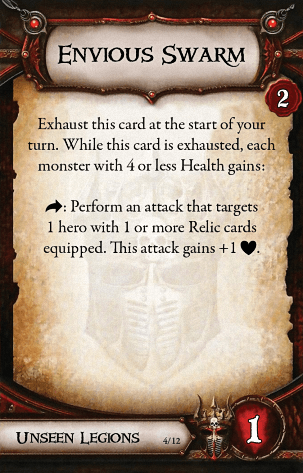 Envious Swarm
2
Exhaust this card at the start of your
turn. While this card is exhausted, each
monster with 4 or less Health gains:
: Perform an attack that targets
1 hero with 1 or more Relic cards
equipped. This attack gains +1 .
Unseen Legions
4/12
1